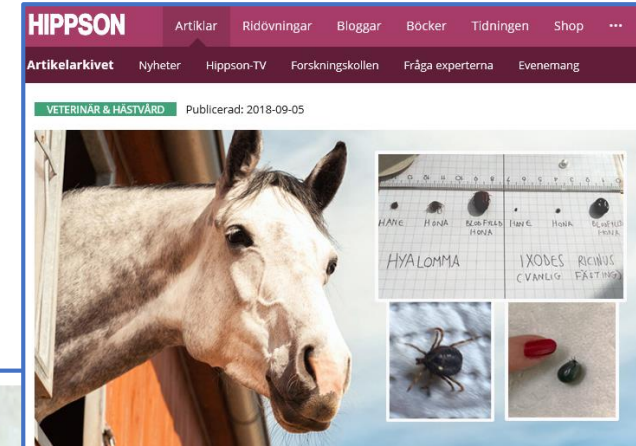 HIPPSON
Artiklar Ridövningar Bloggar Böcker Tidningen Shop ···
Artikelarkivet Nyheter Hippson-TV Forskningskollen Fråga experterna Evenemang
VETERINÄR & HÄSTVÅRD Publicerad: 2018-09-05
HANE HONA BLODFYLLD HONA HANE HONA BLODFYLLD HONA
HYALOMMA IXODES RICINUS
(VANLIG FÄSTING)